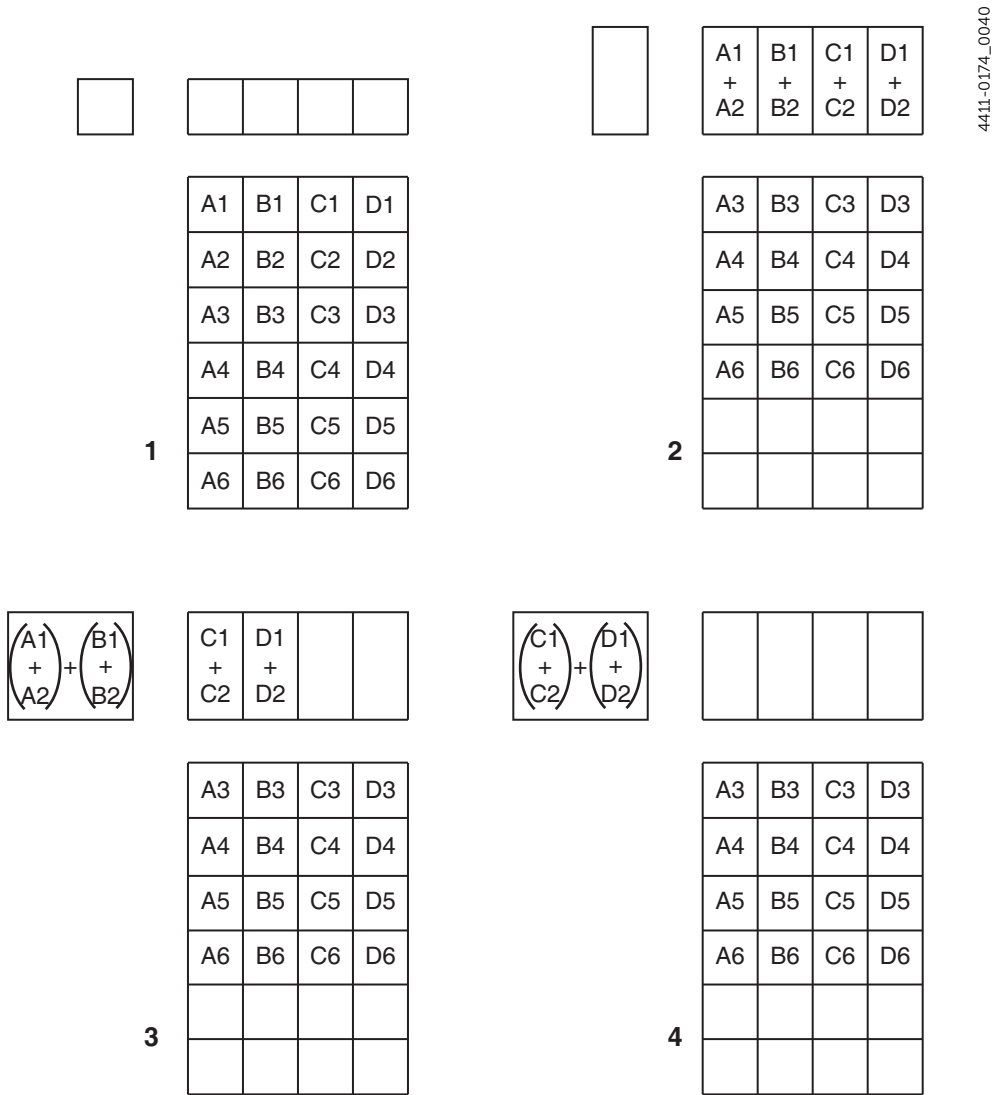 4411-0174_0040
A1 B1 C1 D1
A2 B2 C2 D2
A3 B3 C3 D3
A4 B4 C4 D4
A5 B5 C5 D5
A6 B6 C6 D6
1
A1 B1 C1 D1
+ + + +
A2 B2 C2 D2
A3 B3 C3 D3
A4 B4 C4 D4
A5 B5 C5 D5
A6 B6 C6 D6
2
(A1 + A2) + (B1 + B2)
C1 D1
+ +
C2 D2
A3 B3 C3 D3
A4 B4 C4 D4
A5 B5 C5 D5
A6 B6 C6 D6
3
(C1 + C2) + (D1 + D2)
A3 B3 C3 D3
A4 B4 C4 D4
A5 B5 C5 D5
A6 B6 C6 D6
4